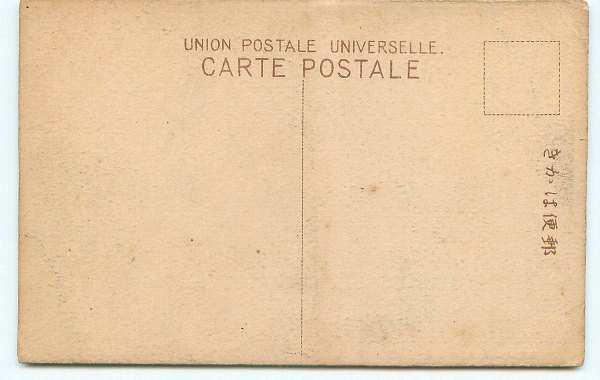 UNION POSTALE UNIVERSELLE.
CARTE POSTALE
郵便はかき